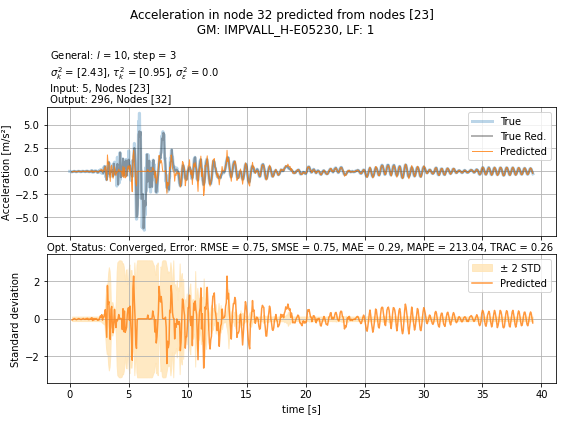 Acceleration in node 32 predicted from nodes [23]
GM: IMPVALL_H-E05230, LF: 1
General: l = 10, step = 3
σ²ₖ = [2.43], τ²ₖ = [0.95], σ²ε = 0.0
Input: 5, Nodes [23]
Output: 296, Nodes [32]
Acceleration [m/s²]
5.0
2.5
0.0
−2.5
−5.0
True
True Red.
Predicted
Opt. Status: Converged, Error: RMSE = 0.75, SMSE = 0.75, MAE = 0.29, MAPE = 213.04, TRAC = 0.26
Standard deviation
2
0
−2
± 2 STD
Predicted
0 5 10 15 20 25 30 35 40
time [s]